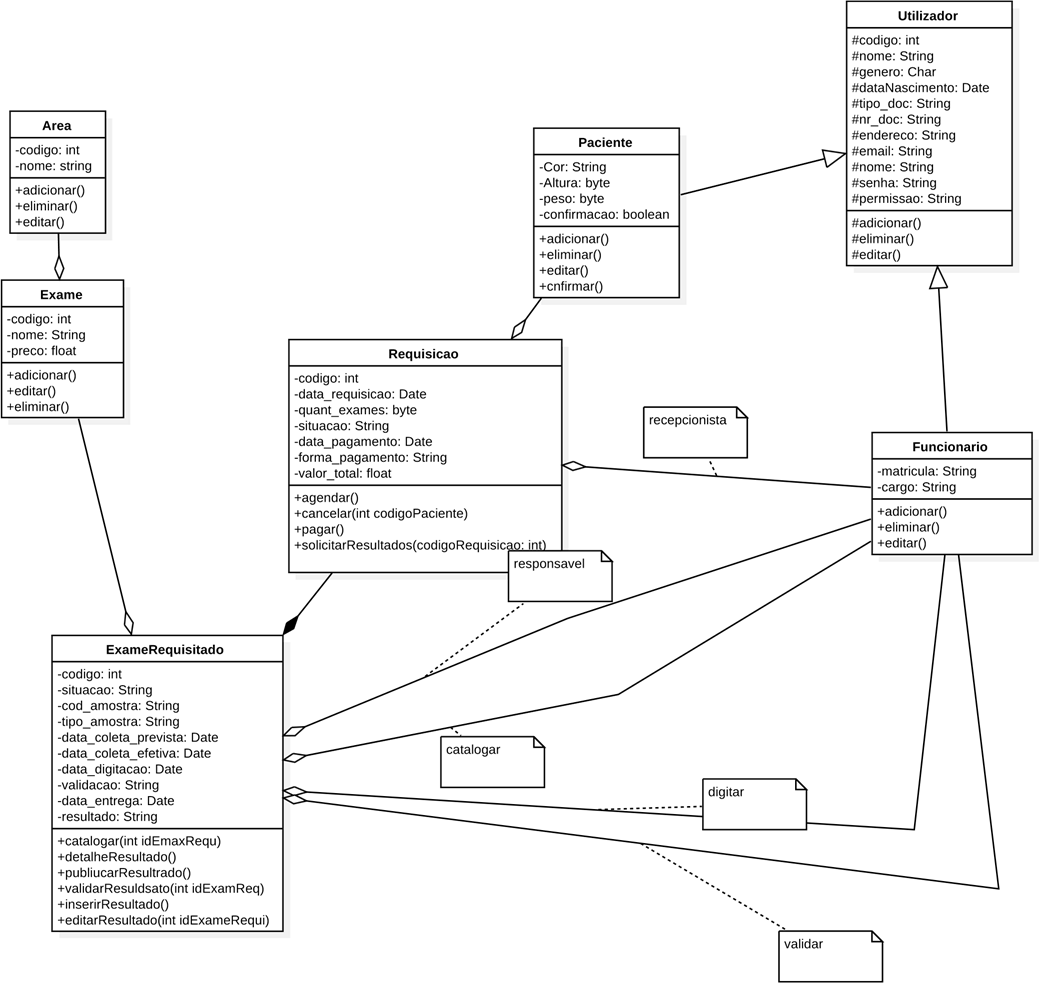 Utilizador
#codigo: int
#nome: String
#genero: Char
#dataNascimento: Date
#tipo_doc: String
#nr_doc: String
#endereco: String
#email: String
#nome: String
#senha: String
#permissao: String
#adicionar()
#eliminar()
#editar()
Area
-codigo: int
-nome: string
+adicionar()
+eliminar()
+editar()
Paciente
-Cor: String
-Altura: byte
-peso: byte
-confirmacao: boolean
+adicionar()
+eliminar()
+editar()
+cnfirmar()
Exame
-codigo: int
-nome: String
-preco: float
+adicionar()
+editar()
+eliminar()
Requisicao
-codigo: int
-data_requisicao: Date
-quant_exames: byte
-situacao: String
-data_pagamento: Date
-forma_pagamento: String
-valor_total: float
+agendar()
+cancelar(int codigoPaciente)
+pagar()
+solicitarResultados(codigoRequisicao: int)
recepcionista
Funcionario
-matricula: String
-cargo: String
+adicionar()
+eliminar()
+editar()
responsavel
ExameRequisitado
-codigo: int
-situacao: String
-cod_amostra: String
-tipo_amostra: String
-data_coleta_prevista: Date
-data_coleta_efetiva: Date
-data_digitacao: Date
-validacao: String
-data_entrega: Date
-resultado: String
+catalogar(int idEmaxRequ)
+detalheResultado()
+publiucarResultrado()
+validarResuldsato(int idExamReq)
+inserirResultado()
+editarResultado(int idExameRequi)
catalogar
digitar
validar